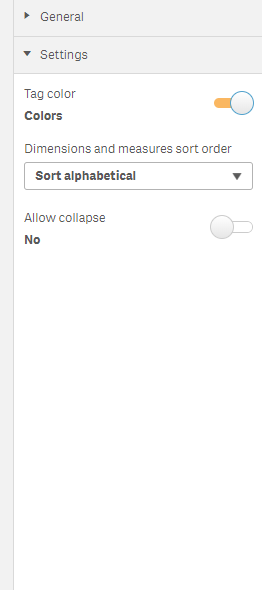 General
Settings
Tag color
Colors
Dimensions and measures sort order
Sort alphabetical
Allow collapse
No